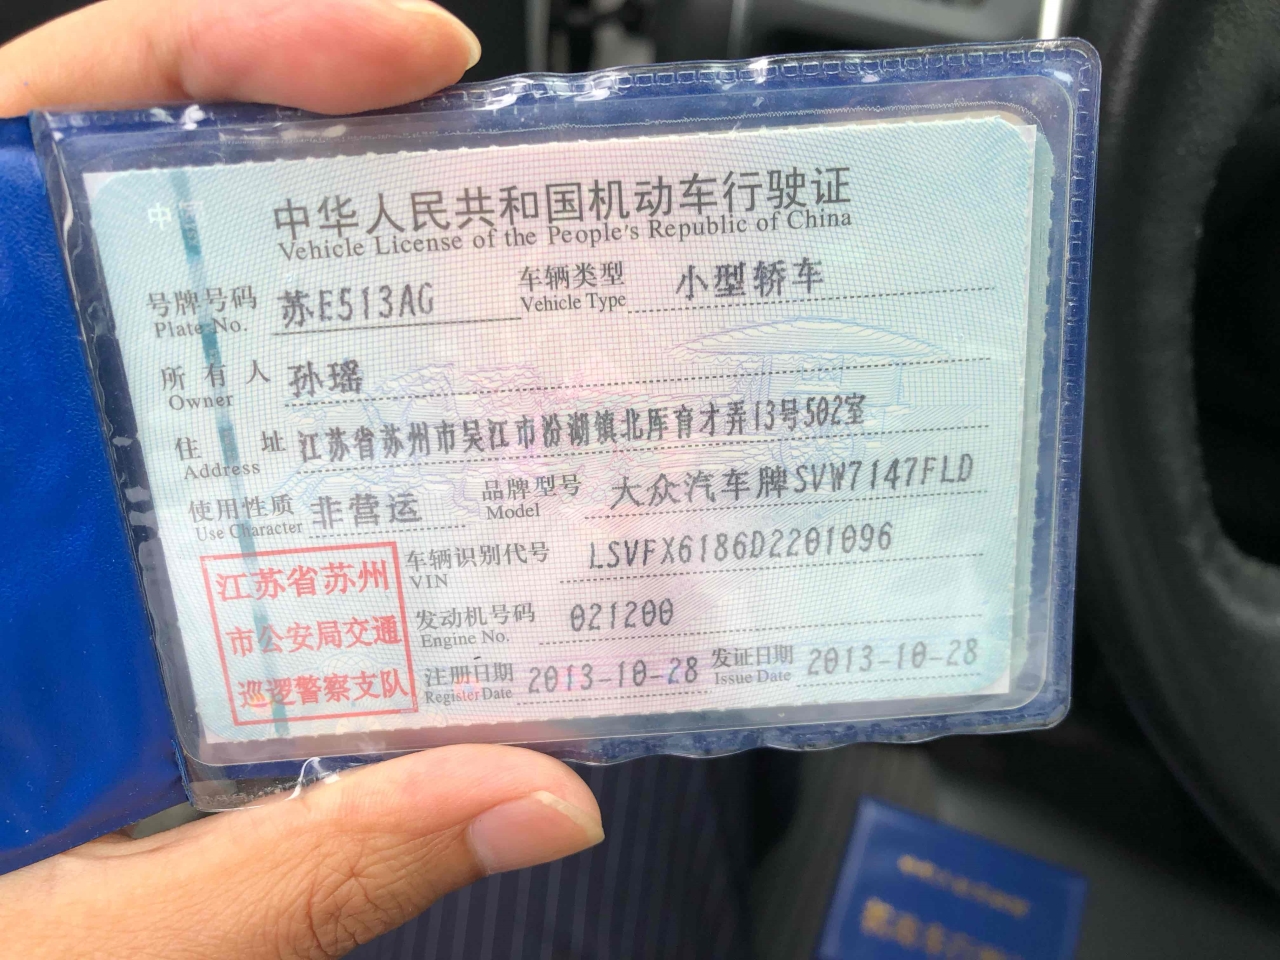 中华人民共和国机动车行驶证
Vehicle License of the People's Republic of China
号牌号码 苏E513AG 车辆类型 小型轿车
Plate No. Vehicle Type
所有人 孙瑶
Owner
住址 江苏省苏州市吴江市汾湖镇北厍育才弄13号502室
Address
使用性质 非营运 品牌型号 大众汽车牌SVW7147FLD
Use Character Model
江苏省苏州
市公安局交通
巡逻警察支队
车辆识别代号 LSVFX6186D2201096
VIN
发动机号码 021200
Engine No.
注册日期 2013-10-28 发证日期 2013-10-28
Register Date Issue Date